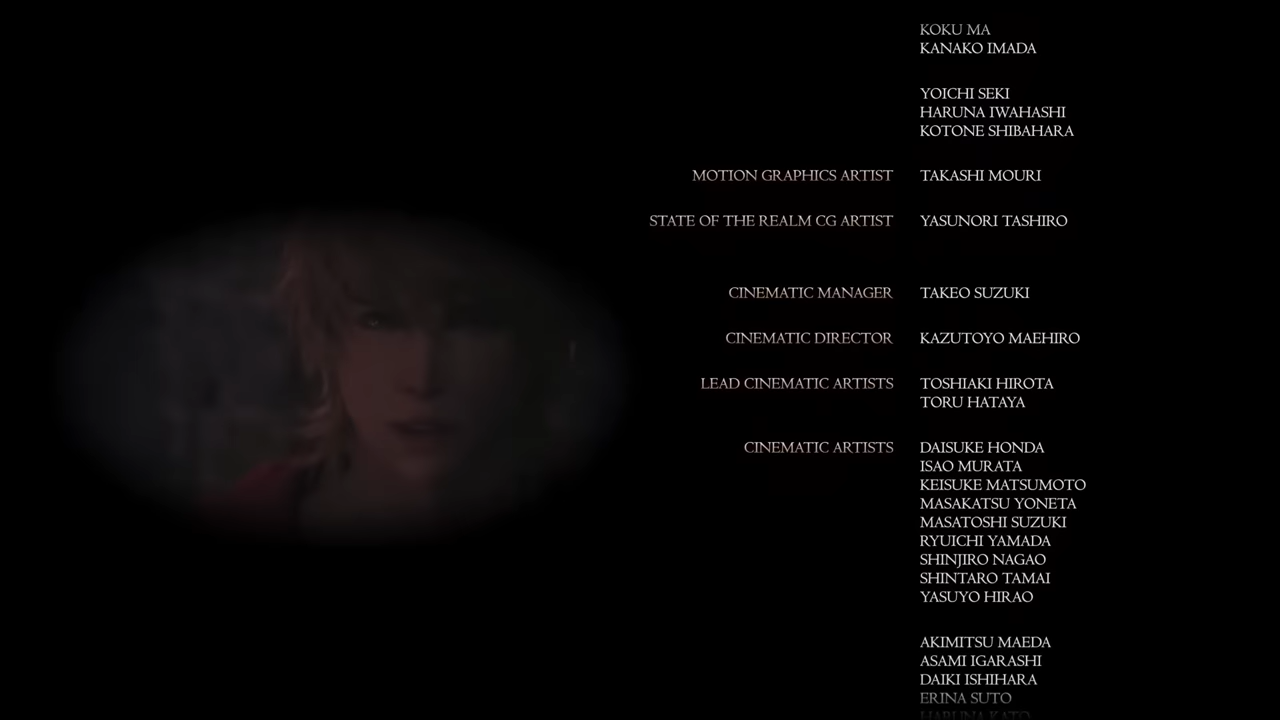 KOKU MA
KANAKO IMADA
YOICHI SEKI
HARUNA IWAHASHI
KOTONE SHIBAHARA
MOTION GRAPHICS ARTIST TAKASHI MOURI
STATE OF THE REALM CG ARTIST YASUNORI TASHIRO
CINEMATIC MANAGER TAKEO SUZUKI
CINEMATIC DIRECTOR KAZUTOYO MAEHIRO
LEAD CINEMATIC ARTISTS TOSHIAKI HIROTA
TORU HATAYA
CINEMATIC ARTISTS DAISUKE HONDA
ISAO MURATA
KEISUKE MATSUMOTO
MASAKATSU YONETA
MASATOSHI SUZUKI
RYUICHI YAMADA
SHINJIRO NAGAO
SHINTARO TAMAI
YASUYO HIRAO
AKIMITSU MAEDA
ASAMI IGARASHI
DAIKI ISHIHARA
ERINA SUTO